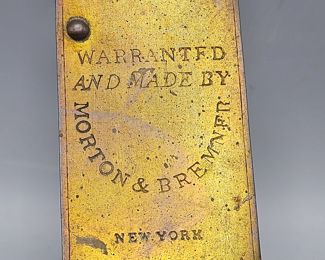 WARRANTED
AND MADE BY
MORTON & BREMNER
NEW.YORK